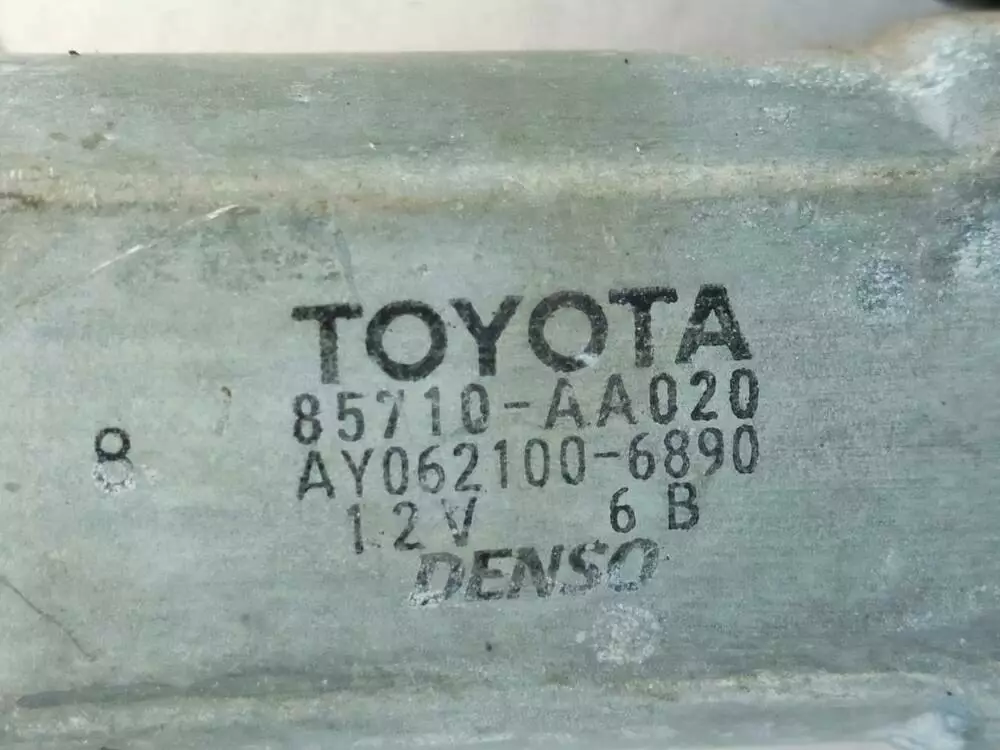 TOYOTA
85710-AA020
8
AY062100-6890
12V 6B
DENSO